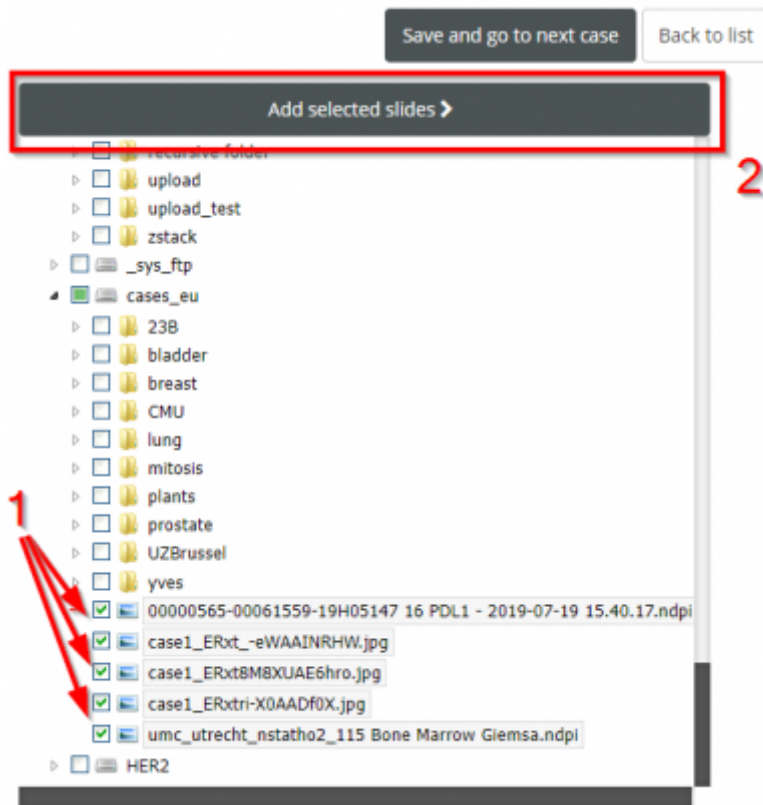 Save and go to next case
Back to list
Add selected slides
2
recursive folder
upload
upload_test
zstack
_sys_ftp
cases_eu
23B
bladder
breast
CMU
lung
mitosis
plants
1
prostate
UZBrussel
yves
00000565-00061559-19H05147 16 PDL1 - 2019-07-19 15.40.17.ndpi
case1_ERxt_-eWAAINRHW.jpg
case1_ERxt8M8XUAE6hro.jpg
case1_ERxtri-X0AADf0X.jpg
umc_utrecht_nstatho2_115 Bone Marrow Giemsa.ndpi
HER2